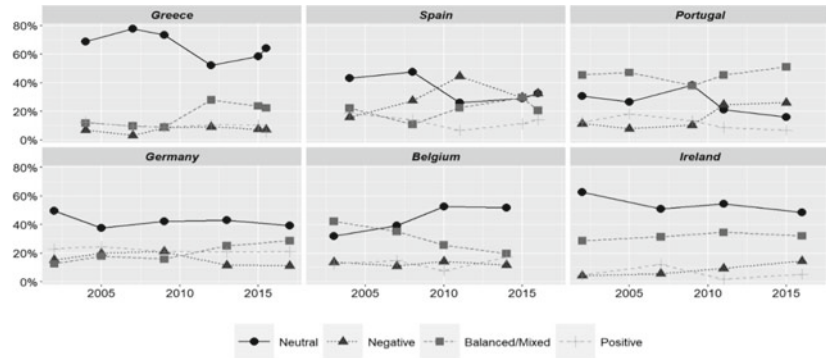 Greece Spain Portugal
80%
60%
40%
20%
0%
Germany Belgium Ireland
80%
60%
40%
20%
0%
2005 2010 2015 2005 2010 2015 2005 2010 2015
Neutral Negative Balanced/Mixed Positive